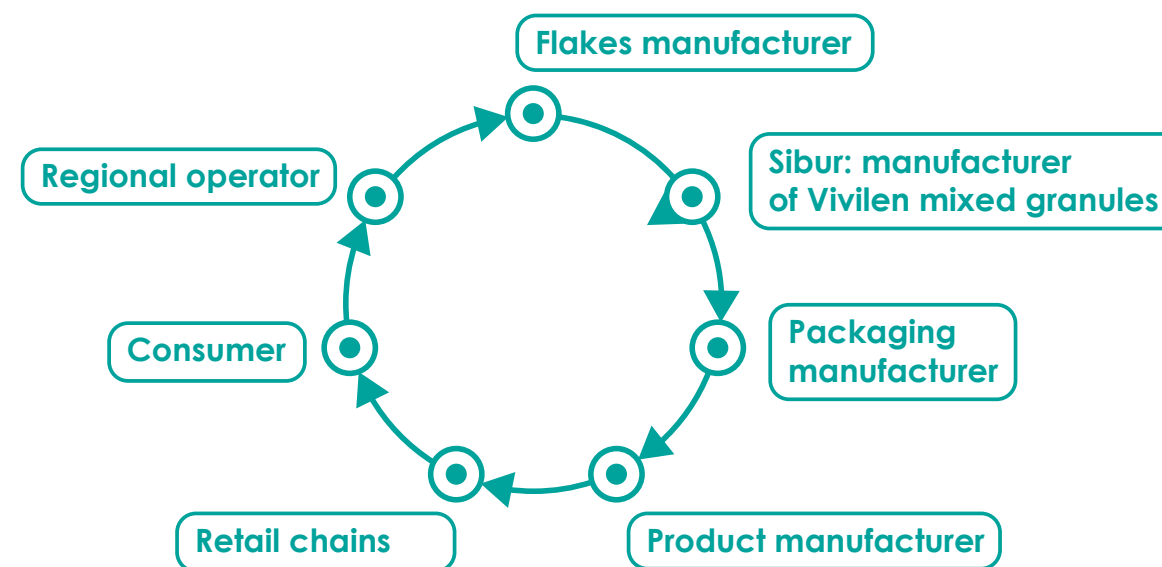 Flakes manufacturer
Sibur: manufacturer
of Vivilen mixed granules
Regional operator
Packaging
manufacturer
Consumer
Retail chains
Product manufacturer